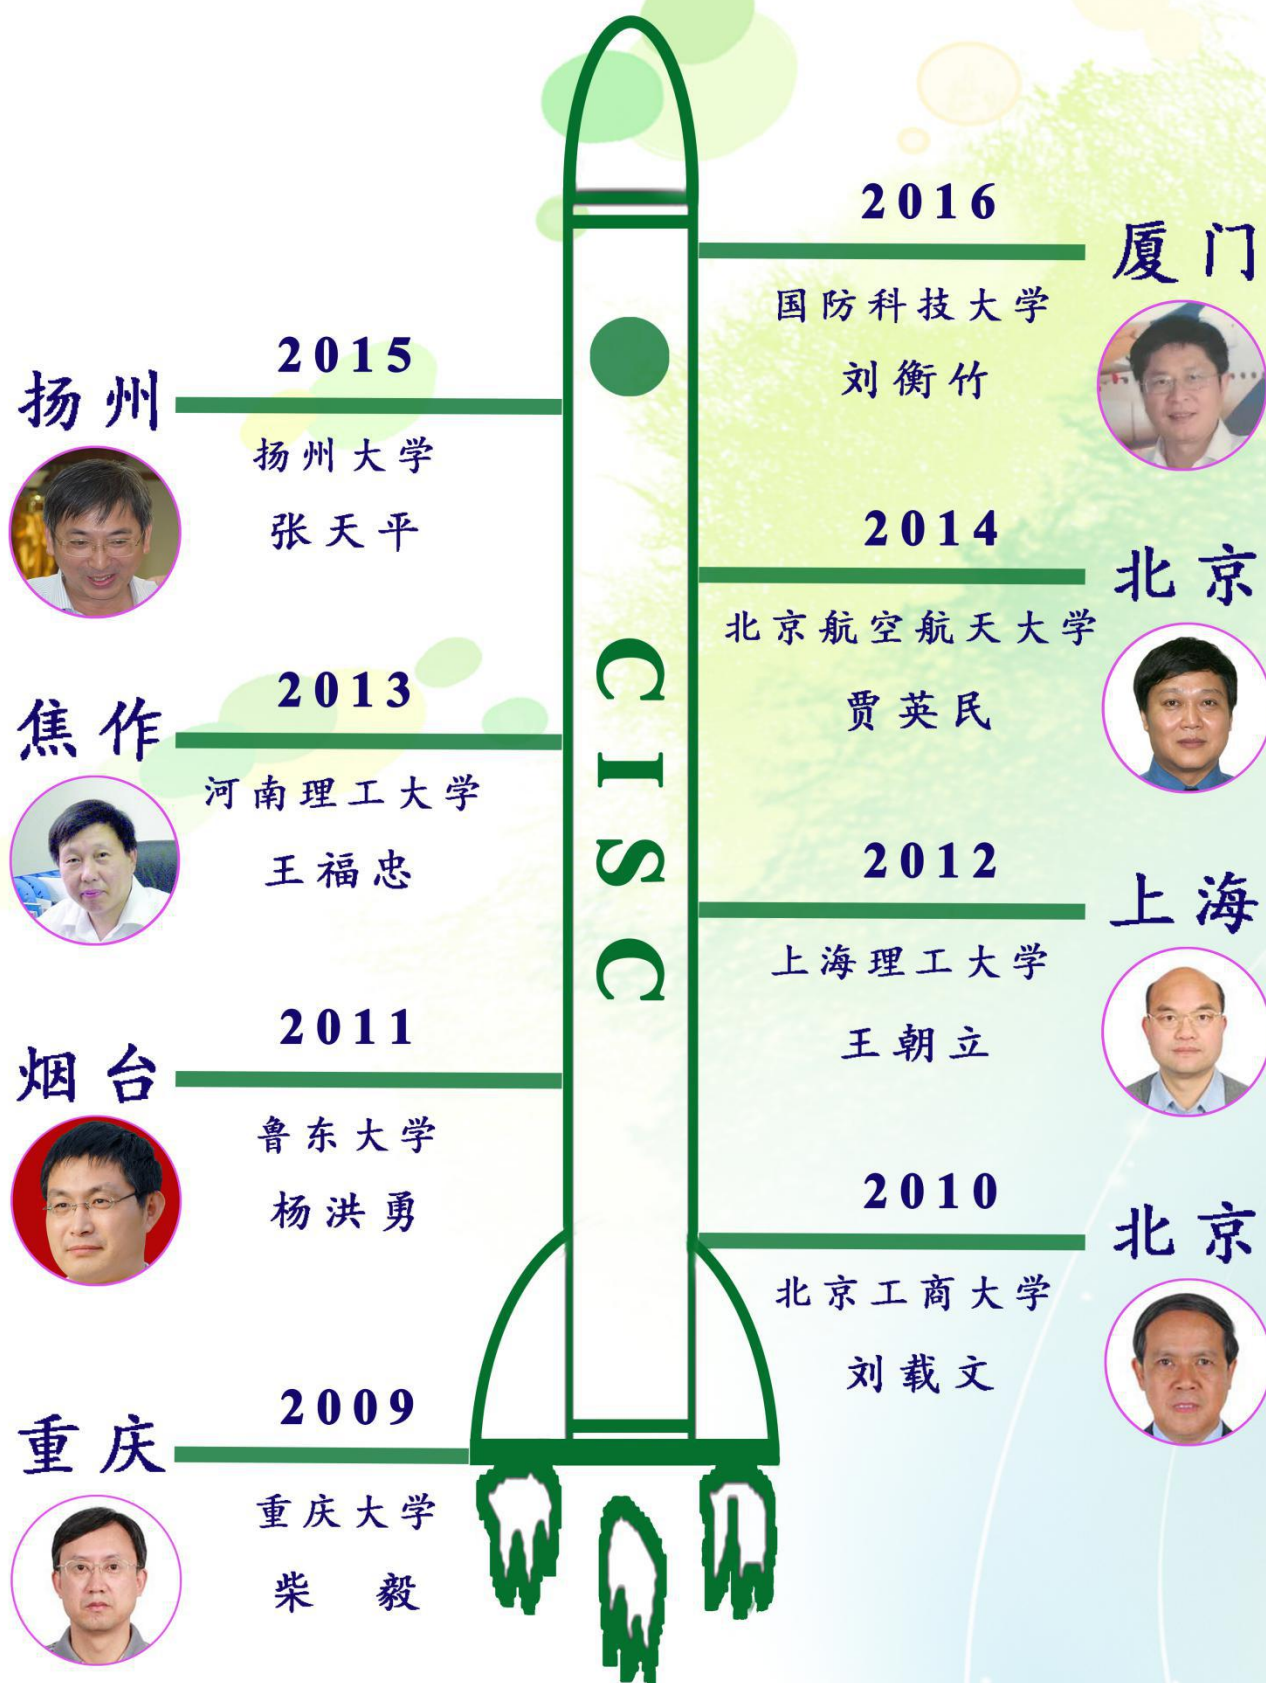 2016
厦门
国防科技大学
刘衡竹
2015
扬州
扬州大学
张天平
2014
北京
北京航空航天大学
贾英民
2013
焦作
河南理工大学
王福忠
2012
上海
上海理工大学
王朝立
2011
烟台
鲁东大学
杨洪勇
2010
北京
北京工商大学
刘载文
2009
重庆
重庆大学
柴 毅
CISC